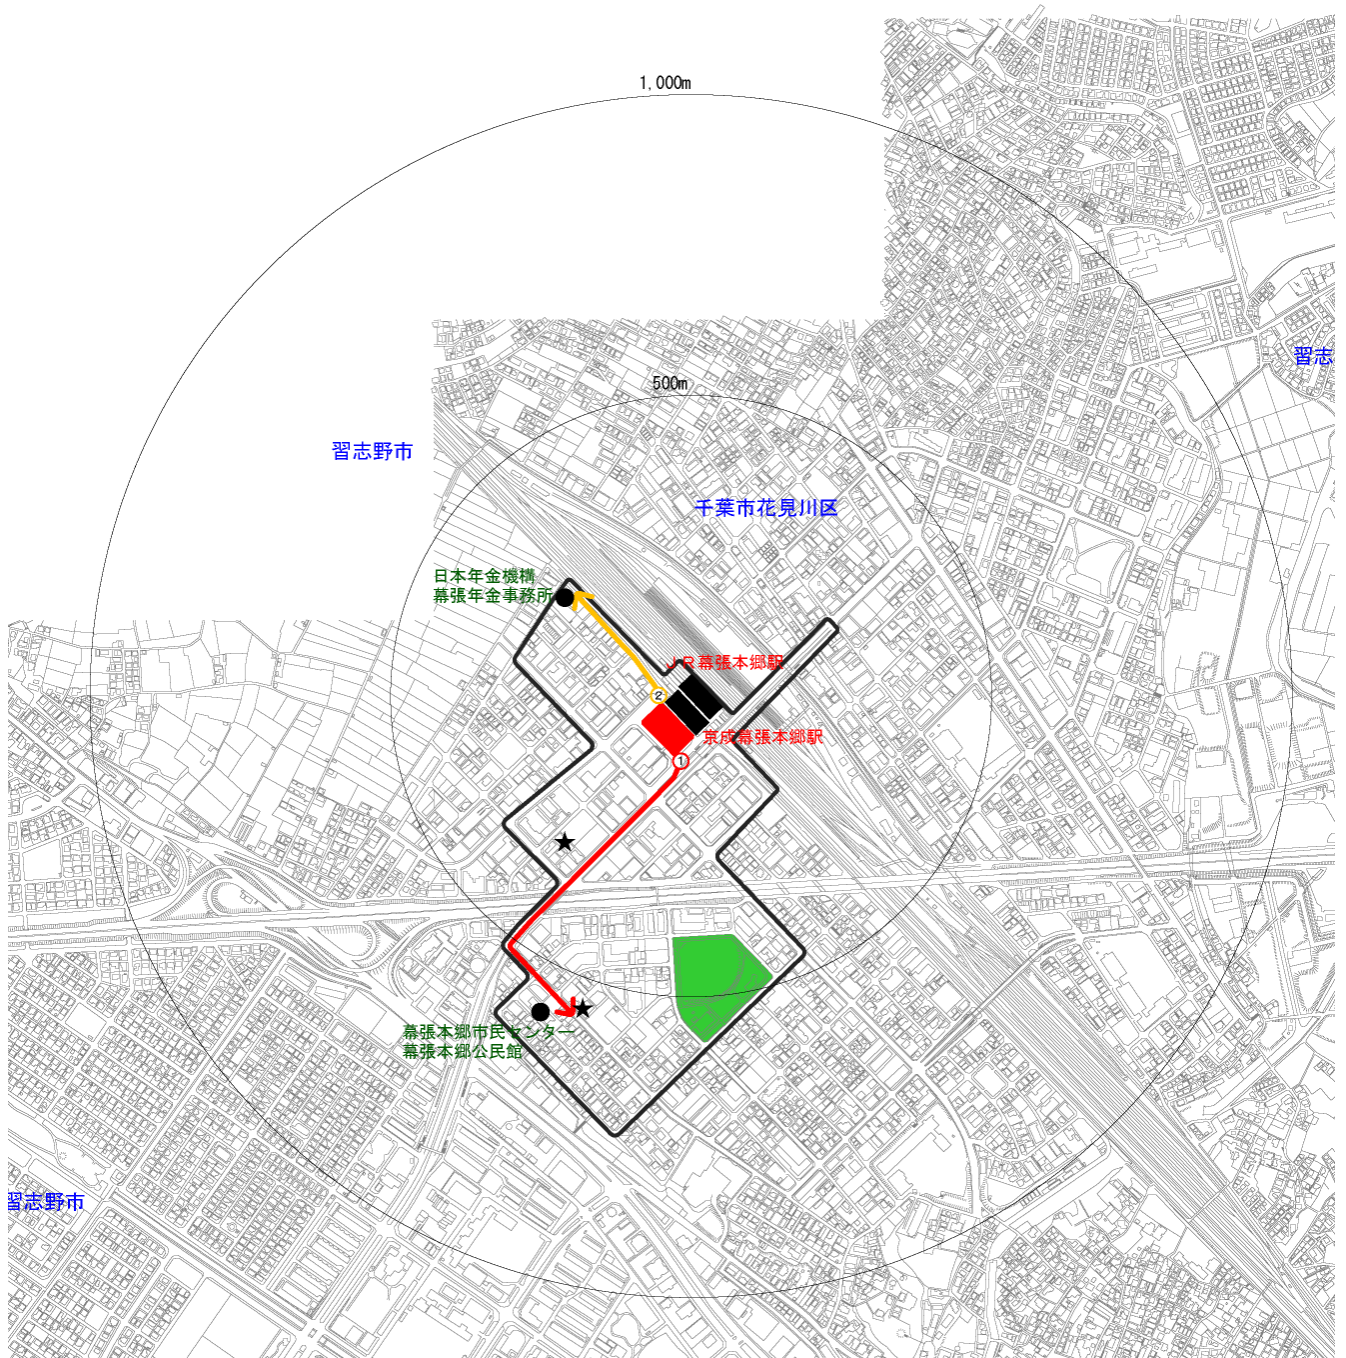 1,000m
習志
500m
習志野市
千葉市花見川区
日本年金機構
幕張年金事務所
JR幕張本郷駅
②
京成幕張本郷駅
①
幕張本郷市民センター
幕張本郷公民館
習志野市